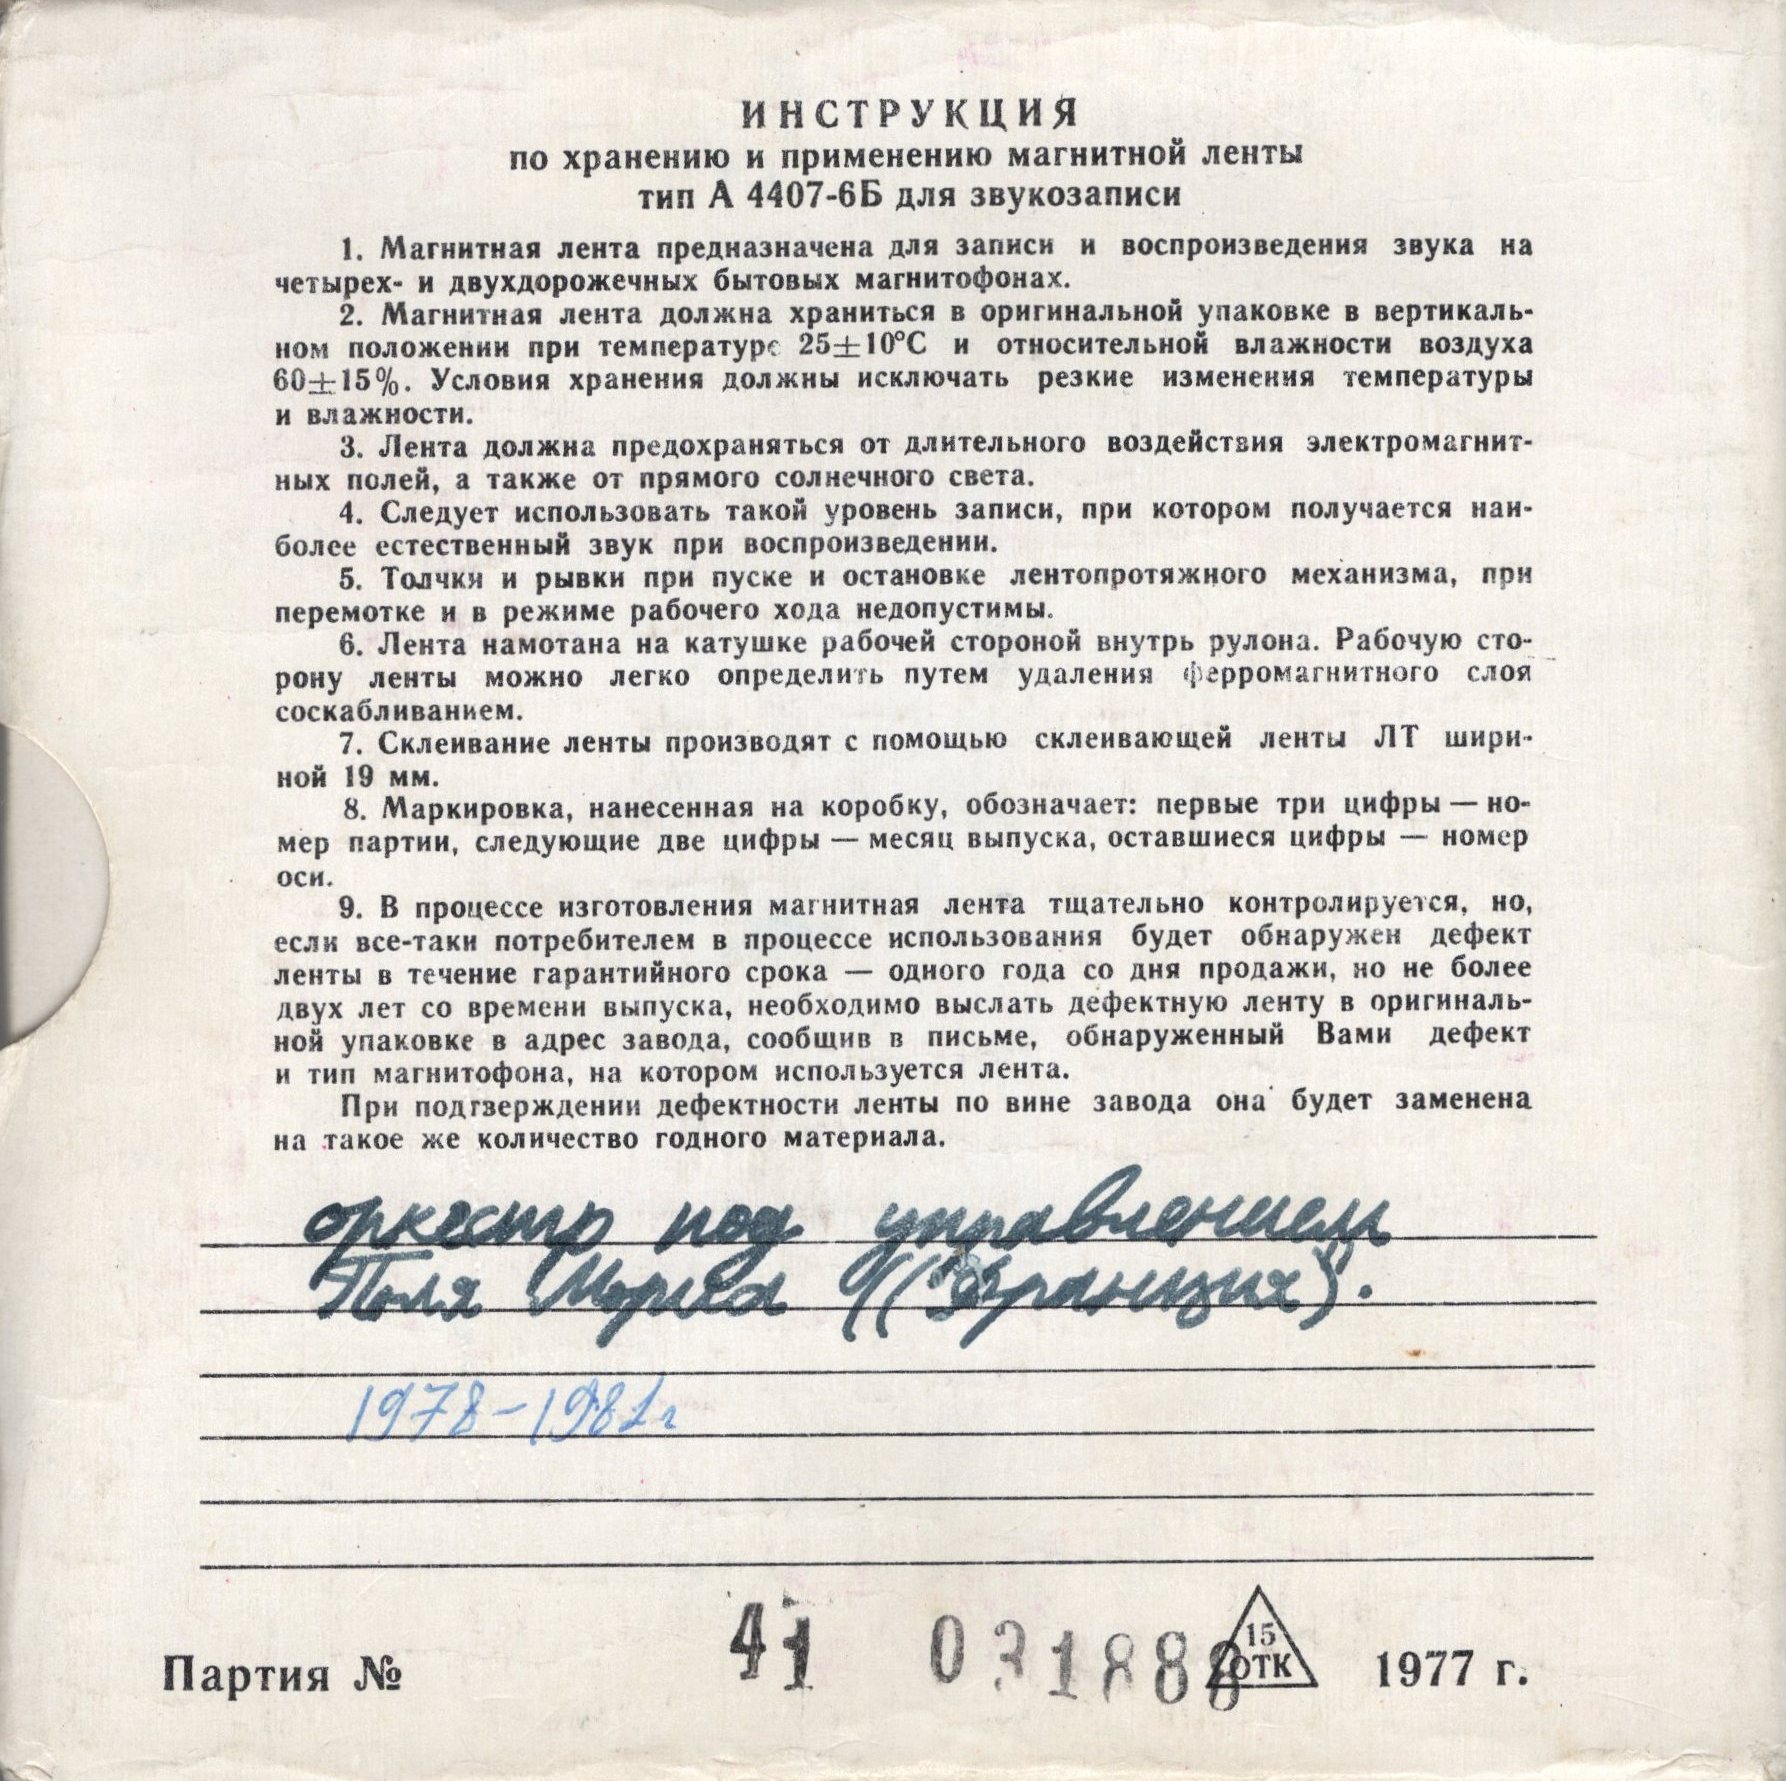 ИНСТРУКЦИЯ
по хранению и применению магнитной ленты
тип А 4407-6Б для звукозаписи
1. Магнитная лента предназначена для записи и воспроизведения звука на
четырех- и двухдорожечных бытовых магнитофонах.
2. Магнитная лента должна храниться в оригинальной упаковке в вертикаль-
ном положении при температуре 25±10°С и относительной влажности воздуха
60±15%. Условия хранения должны исключать резкие изменения температуры
и влажности.
3. Лента должна предохраняться от длительного воздействия электромагнит-
ных полей, а также от прямого солнечного света.
4. Следует использовать такой уровень записи, при котором получается наи-
более естественный звук при воспроизведении.
5. Толчки и рывки при пуске и остановке лентопротяжного механизма, при
перемотке и в режиме рабочего хода недопустимы.
6. Лента намотана на катушке рабочей стороной внутрь рулона. Рабочую сто-
рону ленты можно легко определить путем удаления ферромагнитного слоя
соскабливанием.
7. Склеивание ленты производят с помощью склеивающей ленты ЛТ шири-
ной 19 мм.
8. Маркировка, нанесенная на коробку, обозначает: первые три цифры — но-
мер партии, следующие две цифры — месяц выпуска, оставшиеся цифры — номер
оси.
9. В процессе изготовления магнитная лента тщательно контролируется, но,
если все-таки потребителем в процессе использования будет обнаружен дефект
ленты в течение гарантийного срока — одного года со дня продажи, но не более
двух лет со времени выпуска, необходимо выслать дефектную ленту в оригиналь-
ной упаковке в адрес завода, сообщив в письме, обнаруженный Вами дефект
и тип магнитофона, на котором используется лента.
При подтверждении дефектности ленты по вине завода она будет заменена
на такое же количество годного материала.
оркестр под управлением
Поля Мориа (Франция).
1978-1981г
Партия № 41 15 ОТК 1977 г.